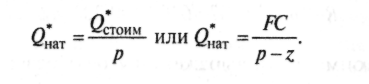 Q*нат = Q*стоим / p или Q*нат = FC / (p – z).